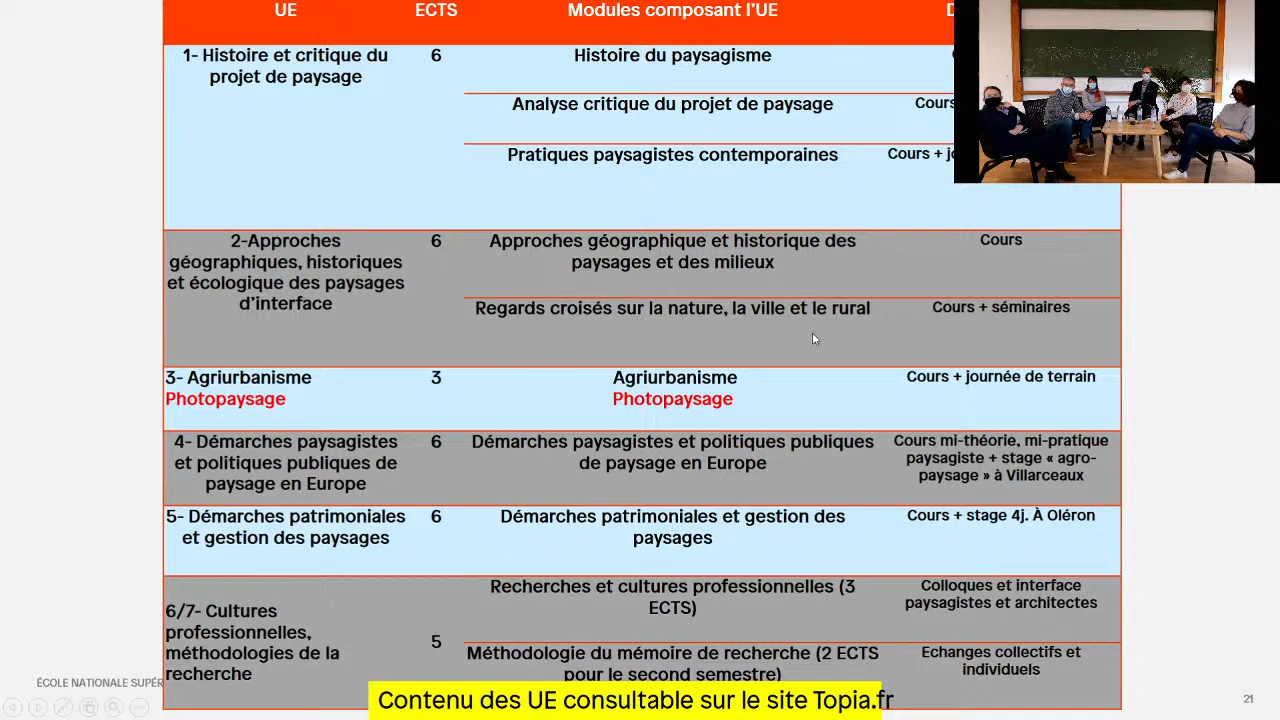 UE ECTS Modules composant l'UE
1- Histoire et critique du
projet de paysage
6
Histoire du paysagisme
Analyse critique du projet de paysage
Cours
Pratiques paysagistes contemporaines
Cours +
2-Approches
géographiques, historiques
et écologique des paysages
d'interface
6
Approches géographique et historique des
paysages et des milieux
Cours
Regards croisés sur la nature, la ville et le rural
Cours + séminaires
3- Agriurbanisme
Photopaysage
3
Agriurbanisme
Photopaysage
Cours + journée de terrain
4- Démarches paysagistes
et politiques publiques de
paysage en Europe
6
Démarches paysagistes et politiques publiques
de paysage en Europe
Cours mi-théorie, mi-pratique
paysagiste + stage « agro-
paysage » à Villarceaux
5- Démarches patrimoniales
et gestion des paysages
6
Démarches patrimoniales et gestion des
paysages
Cours + stage 4j. À Oléron
6/7- Cultures
professionnelles,
méthodologies de la
recherche
5
Recherches et cultures professionnelles (3
ECTS)
Colloques et interface
paysagistes et architectes
Méthodologie du mémoire de recherche (2 ECTS
pour le second semestre)
Echanges collectifs et
individuels
ÉCOLE NATIONALE SUPÉR
Contenu des UE consultable sur le site Topia.fr
21